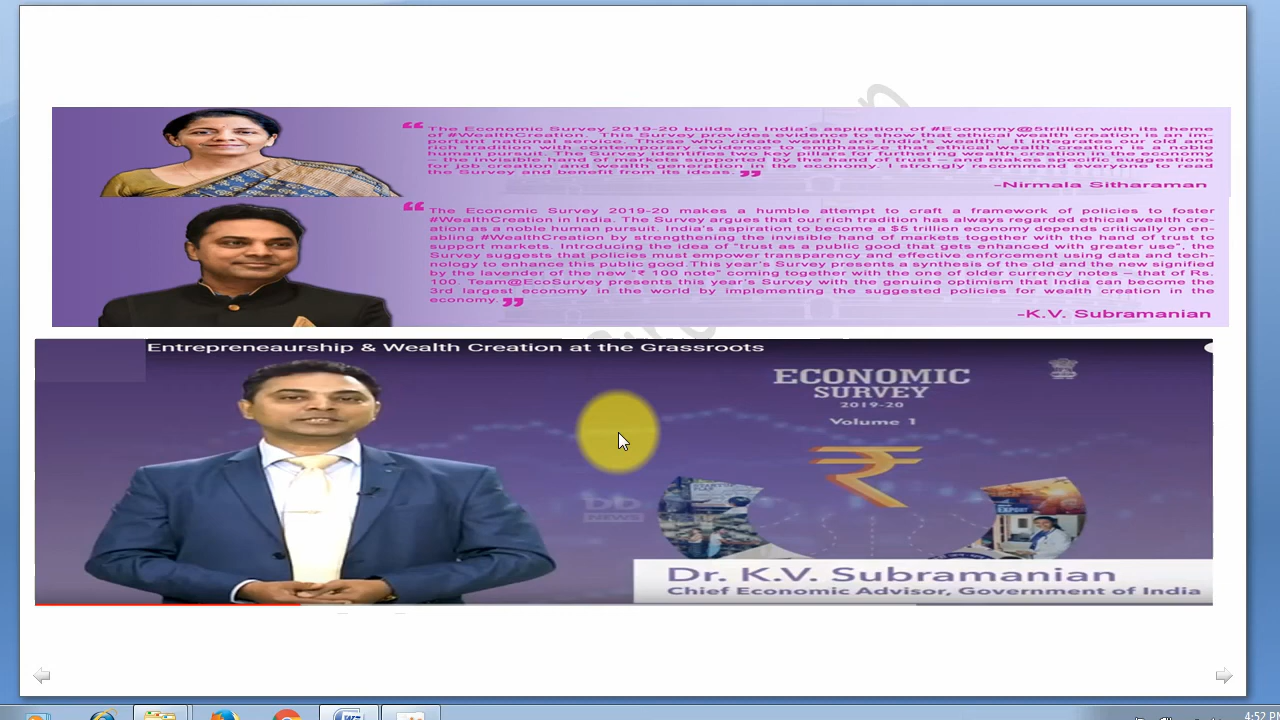 “ The Economic Survey 2019-20 builds on India's aspiration of #Economy@5trillion with its theme
of #WealthCreation. This Survey provides evidence to show that ethical wealth creation is an im-
portant national service. Those who create wealth are India's wealth! It integrates our old and
rich tradition with contemporary evidence to emphasize that ethical wealth creation is a noble
human pursuit. The Survey identifies two key pillars for the wealth creation in the economy
– the invisible hand of markets supported by the hand of trust – and makes specific suggestions
for job creation and wealth generation in the economy. I strongly recommend everyone to read
the Survey and benefit from its ideas. ”
-Nirmala Sitharaman
“ The Economic Survey 2019-20 makes a humble attempt to craft a framework of policies to foster
#WealthCreation in India. The Survey argues that our rich tradition has always regarded ethical wealth cre-
ation as a noble human pursuit. India's aspiration to become a $5 trillion economy depends critically on en-
abling #WealthCreation by strengthening the invisible hand of markets together with the hand of trust to
support markets. Introducing the idea of "trust as a public good that gets enhanced with greater use", the
Survey suggests that policies must empower transparency and effective enforcement using data and tech-
nology to enhance this public good.This year's Survey presents a synthesis of the old and the new signified
by the lavender of the new "₹ 100 note" coming together with the one of older currency notes – that of Rs.
100. Team@EcoSurvey presents this year's Survey with the genuine optimism that India can become the
3rd largest economy in the world by implementing the suggested policies for wealth creation in the
economy. ”
-K.V. Subramanian
Entrepreneaurship & Wealth Creation at the Grassroots
ECONOMIC
SURVEY
2019-20
Volume 1
₹
bb
NEWS
EXPORT
Dr. K.V. Subramanian
Chief Economic Advisor, Government of India
4:52 PM